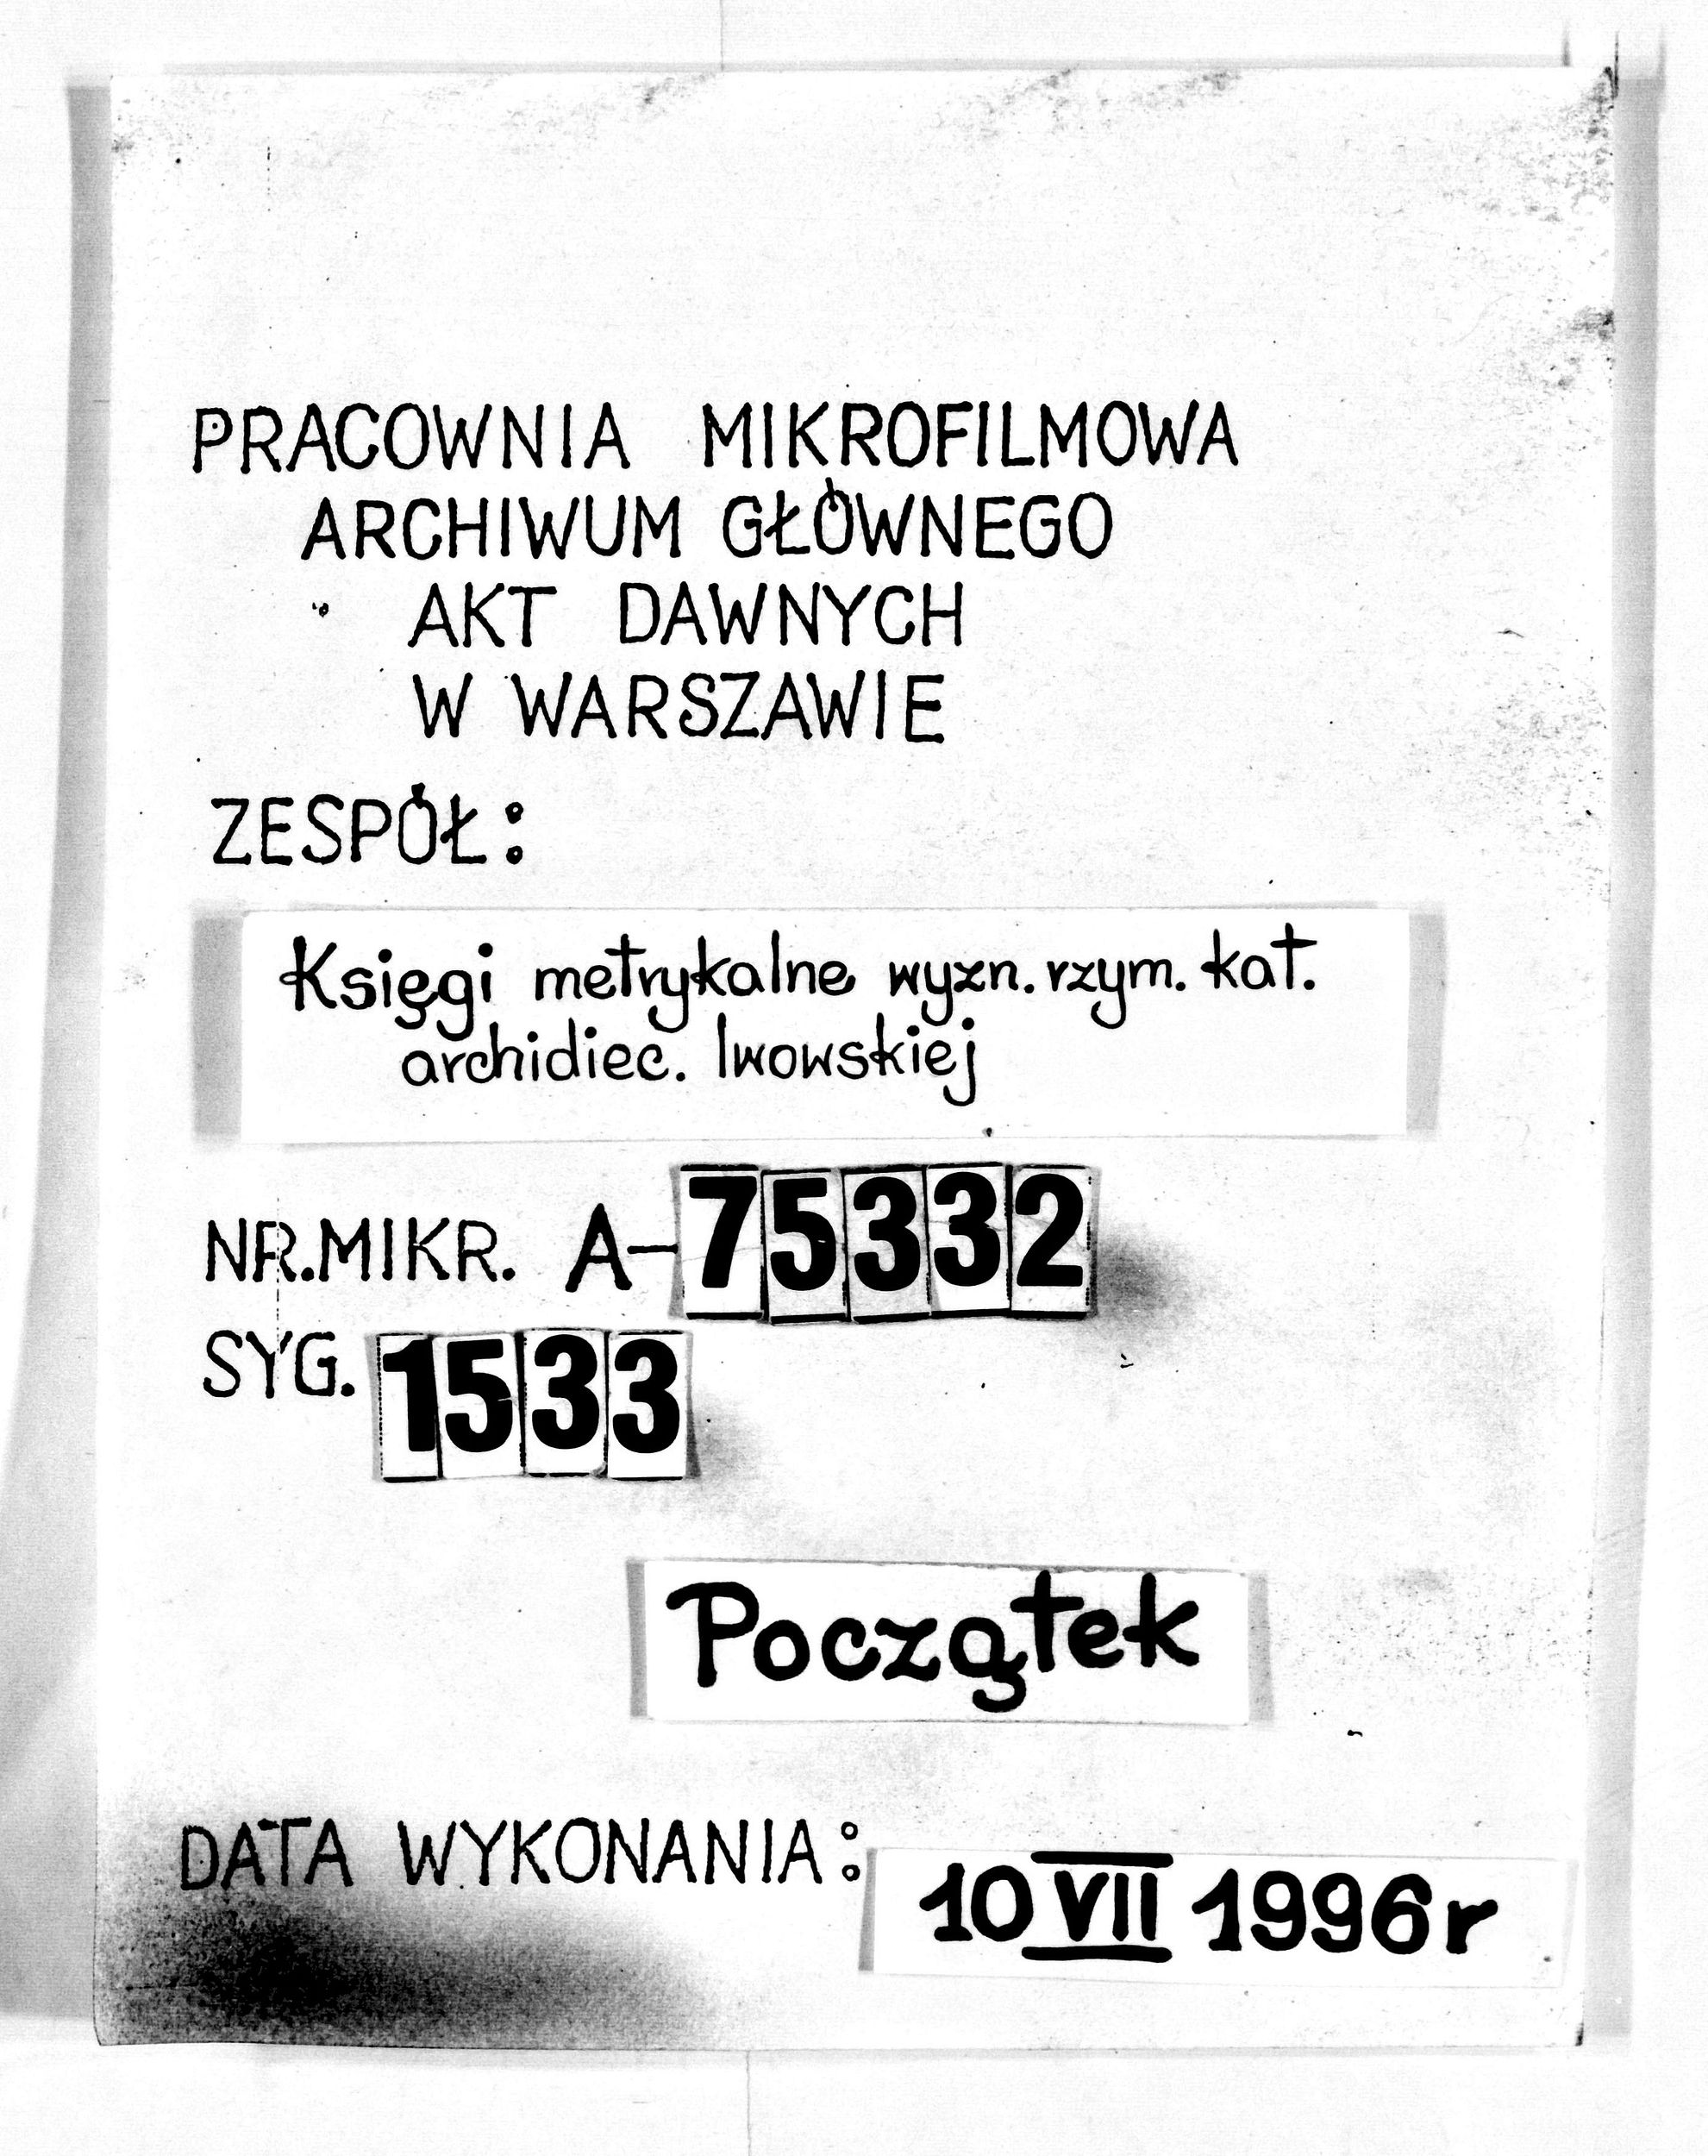 PRACOWNIA MIKROFILMOWA
ARCHIWUM GŁÓWNEGO
AKT DAWNYCH
W WARSZAWIE
ZESPÓŁ:
Księgi metrykalne wyzn. rzym. kat.
archidiec. lwowskiej
NR. MIKR. A-75332
SYG. 1533
Początek
DATA WYKONANIA: 10 VII 1996 r